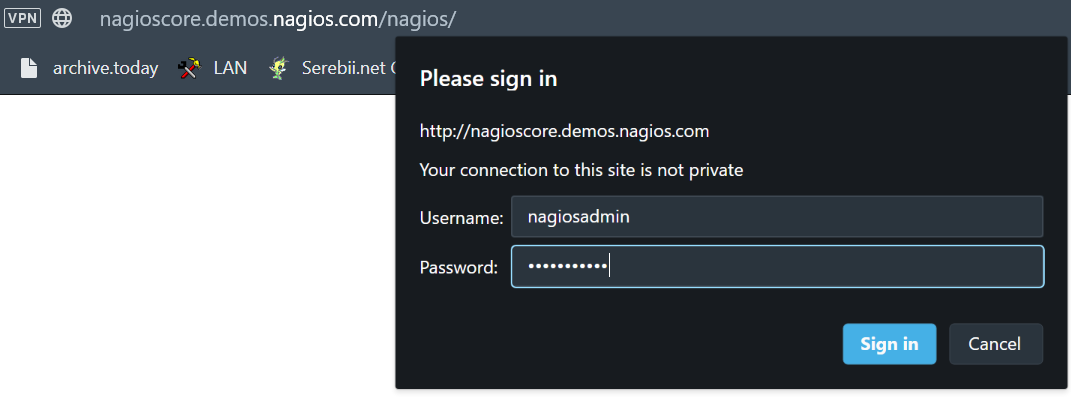 VPN nagioscore.demos.nagios.com/nagios/
archive.today LAN Serebii.net
Please sign in
http://nagioscore.demos.nagios.com
Your connection to this site is not private
Username: nagiosadmin
Password: •••••••••••
Sign in Cancel